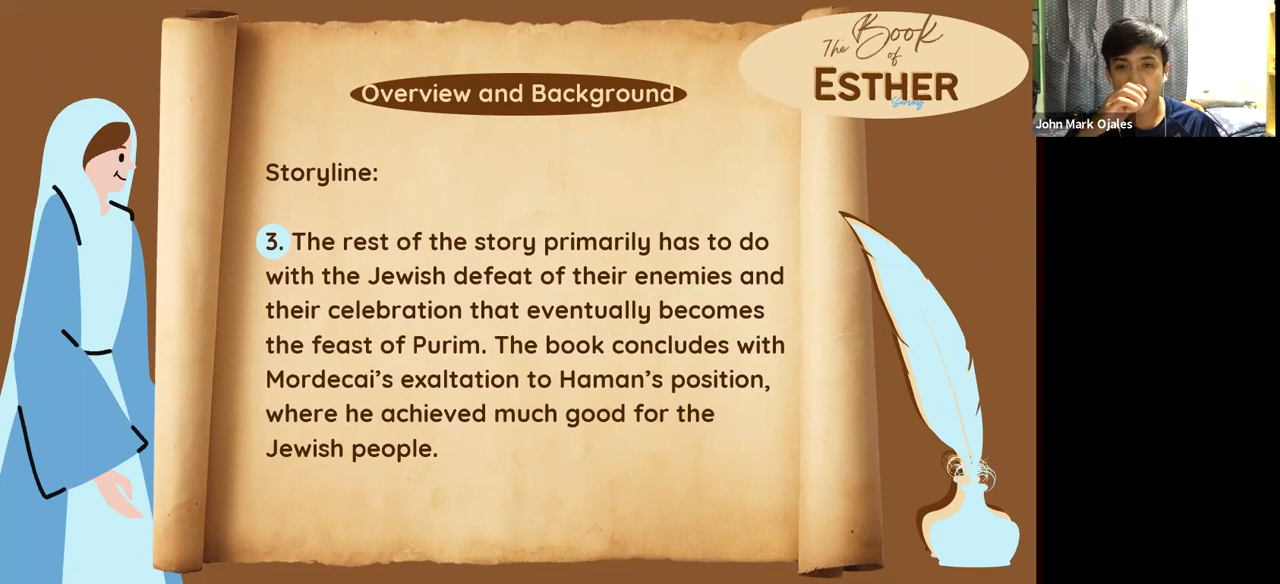 The Book
of
ESTHER
Survey
Overview and Background
Storyline:
3. The rest of the story primarily has to do
with the Jewish defeat of their enemies and
their celebration that eventually becomes
the feast of Purim. The book concludes with
Mordecai’s exaltation to Haman’s position,
where he achieved much good for the
Jewish people.
John Mark Ojales